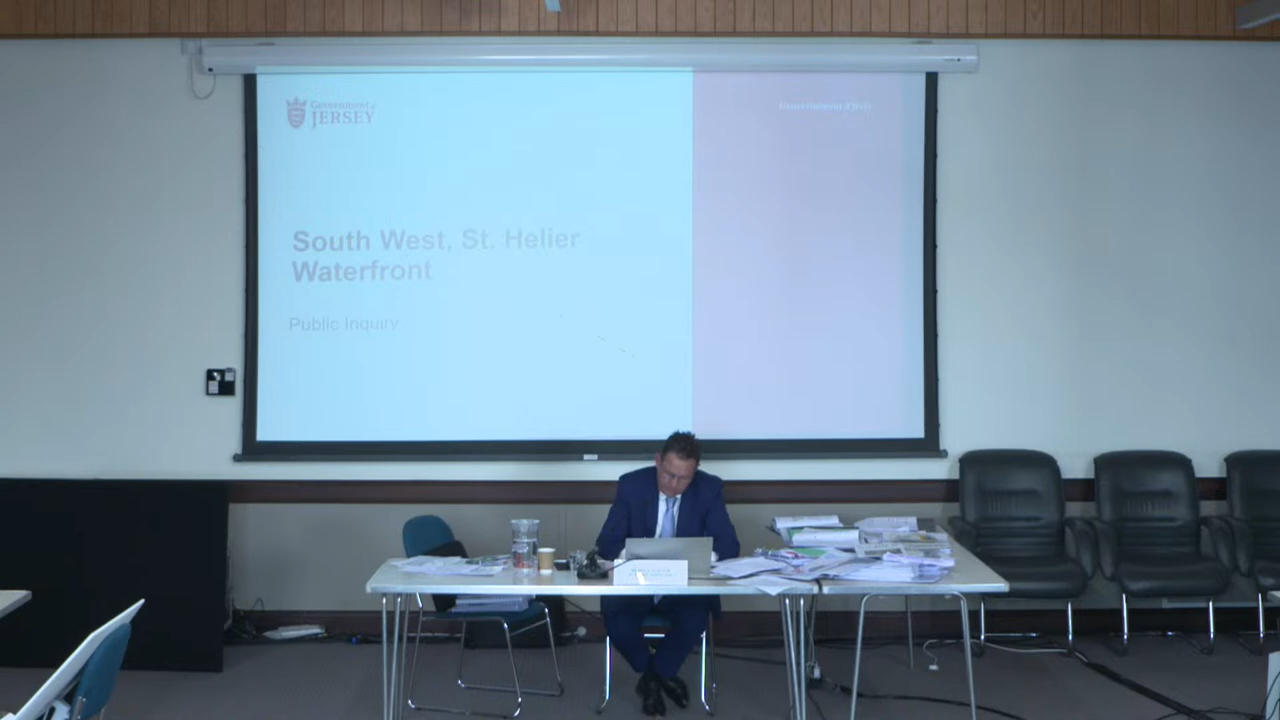 Government of
JERSEY
South West, St. Helier
Waterfront
Public Inquiry